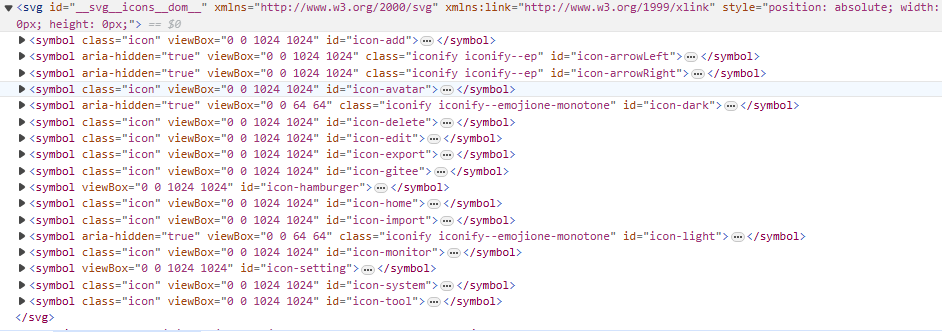 ▼<svg id="__svg__icons__dom__" xmlns="http://www.w3.org/2000/svg" xmlns:link="http://www.w3.org/1999/xlink" style="position: absolute; width:
0px; height: 0px;"> == $0
▶<symbol class="icon" viewBox="0 0 1024 1024" id="icon-add">…</symbol>
▶<symbol aria-hidden="true" viewBox="0 0 1024 1024" class="iconify iconify--ep" id="icon-arrowLeft">…</symbol>
▶<symbol aria-hidden="true" viewBox="0 0 1024 1024" class="iconify iconify--ep" id="icon-arrowRight">…</symbol>
▶<symbol class="icon" viewBox="0 0 1024 1024" id="icon-avatar">…</symbol>
▶<symbol aria-hidden="true" viewBox="0 0 64 64" class="iconify iconify--emojione-monotone" id="icon-dark">…</symbol>
▶<symbol class="icon" viewBox="0 0 1024 1024" id="icon-delete">…</symbol>
▶<symbol class="icon" viewBox="0 0 1024 1024" id="icon-edit">…</symbol>
▶<symbol class="icon" viewBox="0 0 1024 1024" id="icon-export">…</symbol>
▶<symbol class="icon" viewBox="0 0 1024 1024" id="icon-gitee">…</symbol>
▶<symbol viewBox="0 0 1024 1024" id="icon-hamburger">…</symbol>
▶<symbol class="icon" viewBox="0 0 1024 1024" id="icon-home">…</symbol>
▶<symbol class="icon" viewBox="0 0 1024 1024" id="icon-import">…</symbol>
▶<symbol aria-hidden="true" viewBox="0 0 64 64" class="iconify iconify--emojione-monotone" id="icon-light">…</symbol>
▶<symbol class="icon" viewBox="0 0 1024 1024" id="icon-monitor">…</symbol>
▶<symbol viewBox="0 0 1024 1024" id="icon-setting">…</symbol>
▶<symbol class="icon" viewBox="0 0 1024 1024" id="icon-system">…</symbol>
▶<symbol class="icon" viewBox="0 0 1024 1024" id="icon-tool">…</symbol>
</svg>